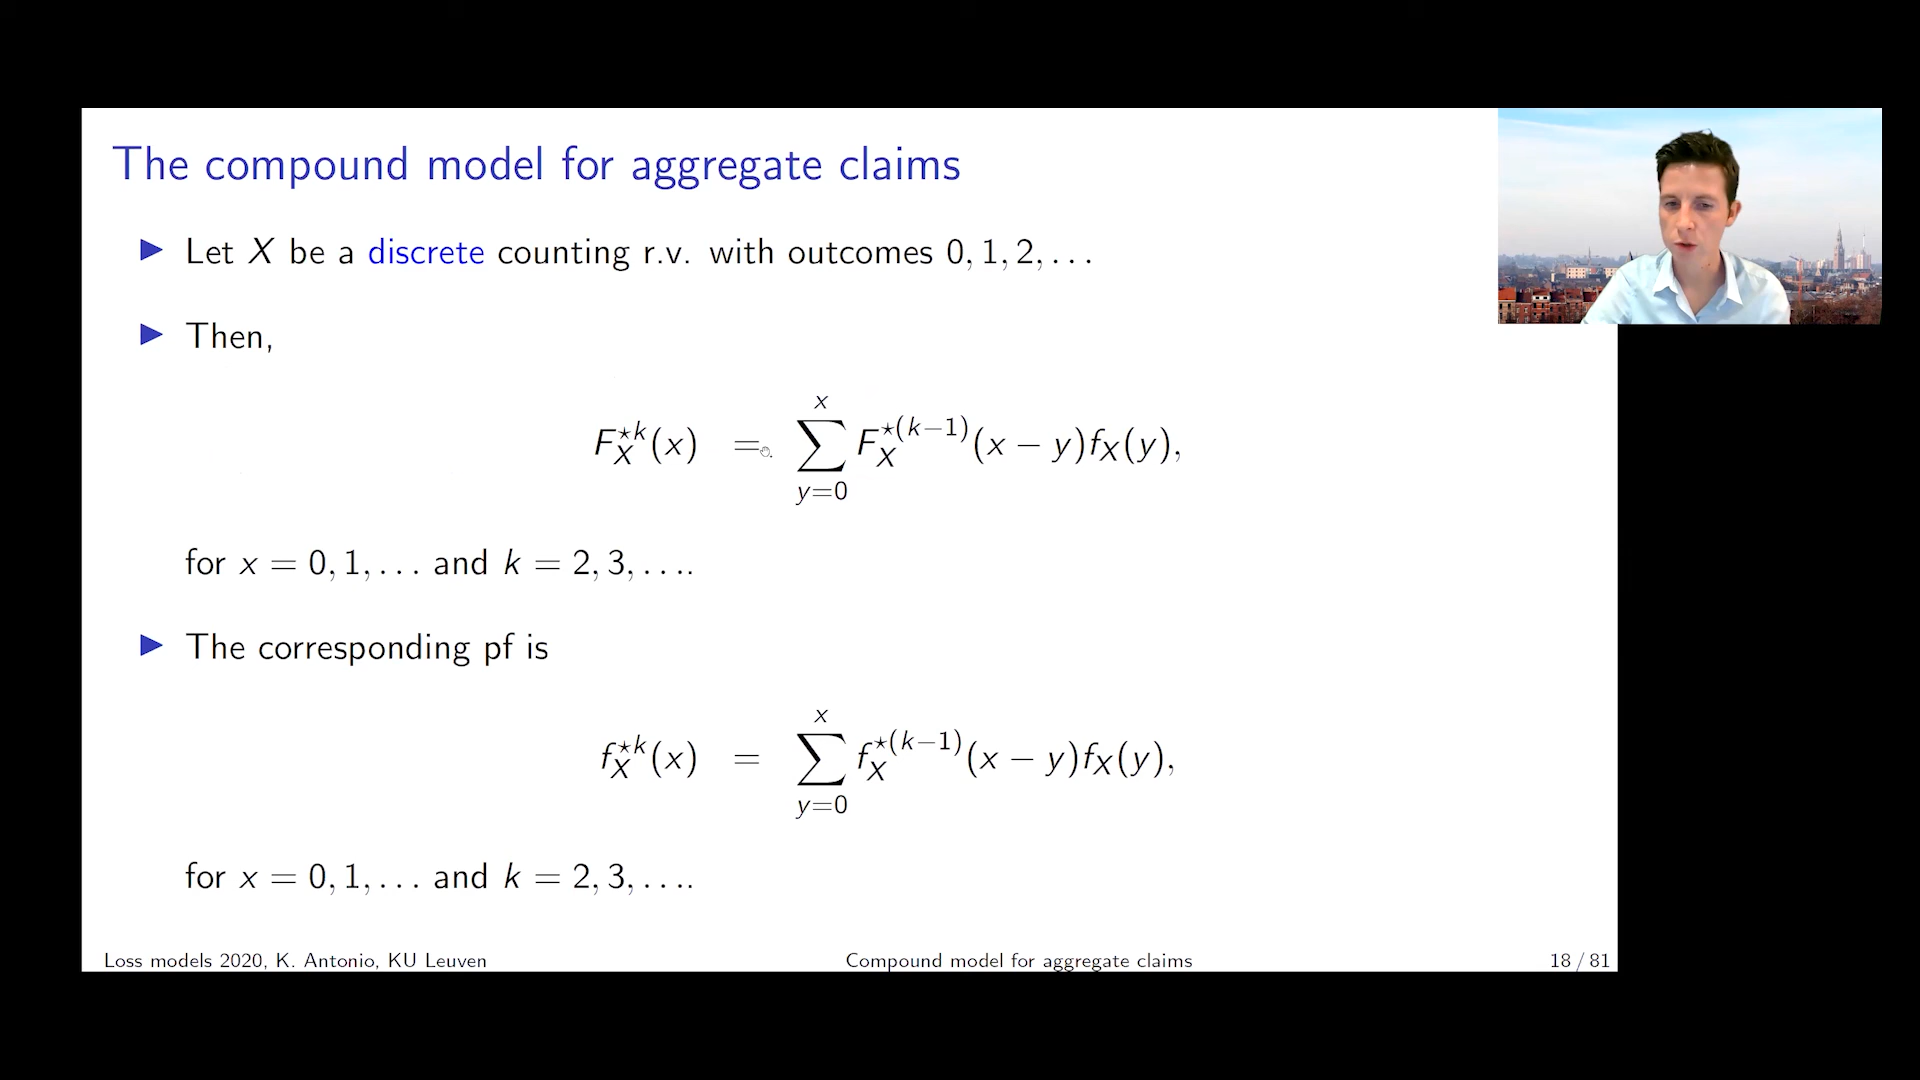 The compound model for aggregate claims
▶ Let X be a discrete counting r.v. with outcomes 0, 1, 2, . . .
▶ Then,
F_X^{⋆k}(x) = \sum_{y=0}^{x} F_X^{⋆(k−1)}(x − y)f_X(y),
for x = 0, 1, . . . and k = 2, 3, . . ..
▶ The corresponding pf is
f_X^{⋆k}(x) = \sum_{y=0}^{x} f_X^{⋆(k−1)}(x − y)f_X(y),
for x = 0, 1, . . . and k = 2, 3, . . ..
Loss models 2020, K. Antonio, KU Leuven Compound model for aggregate claims 18 / 81